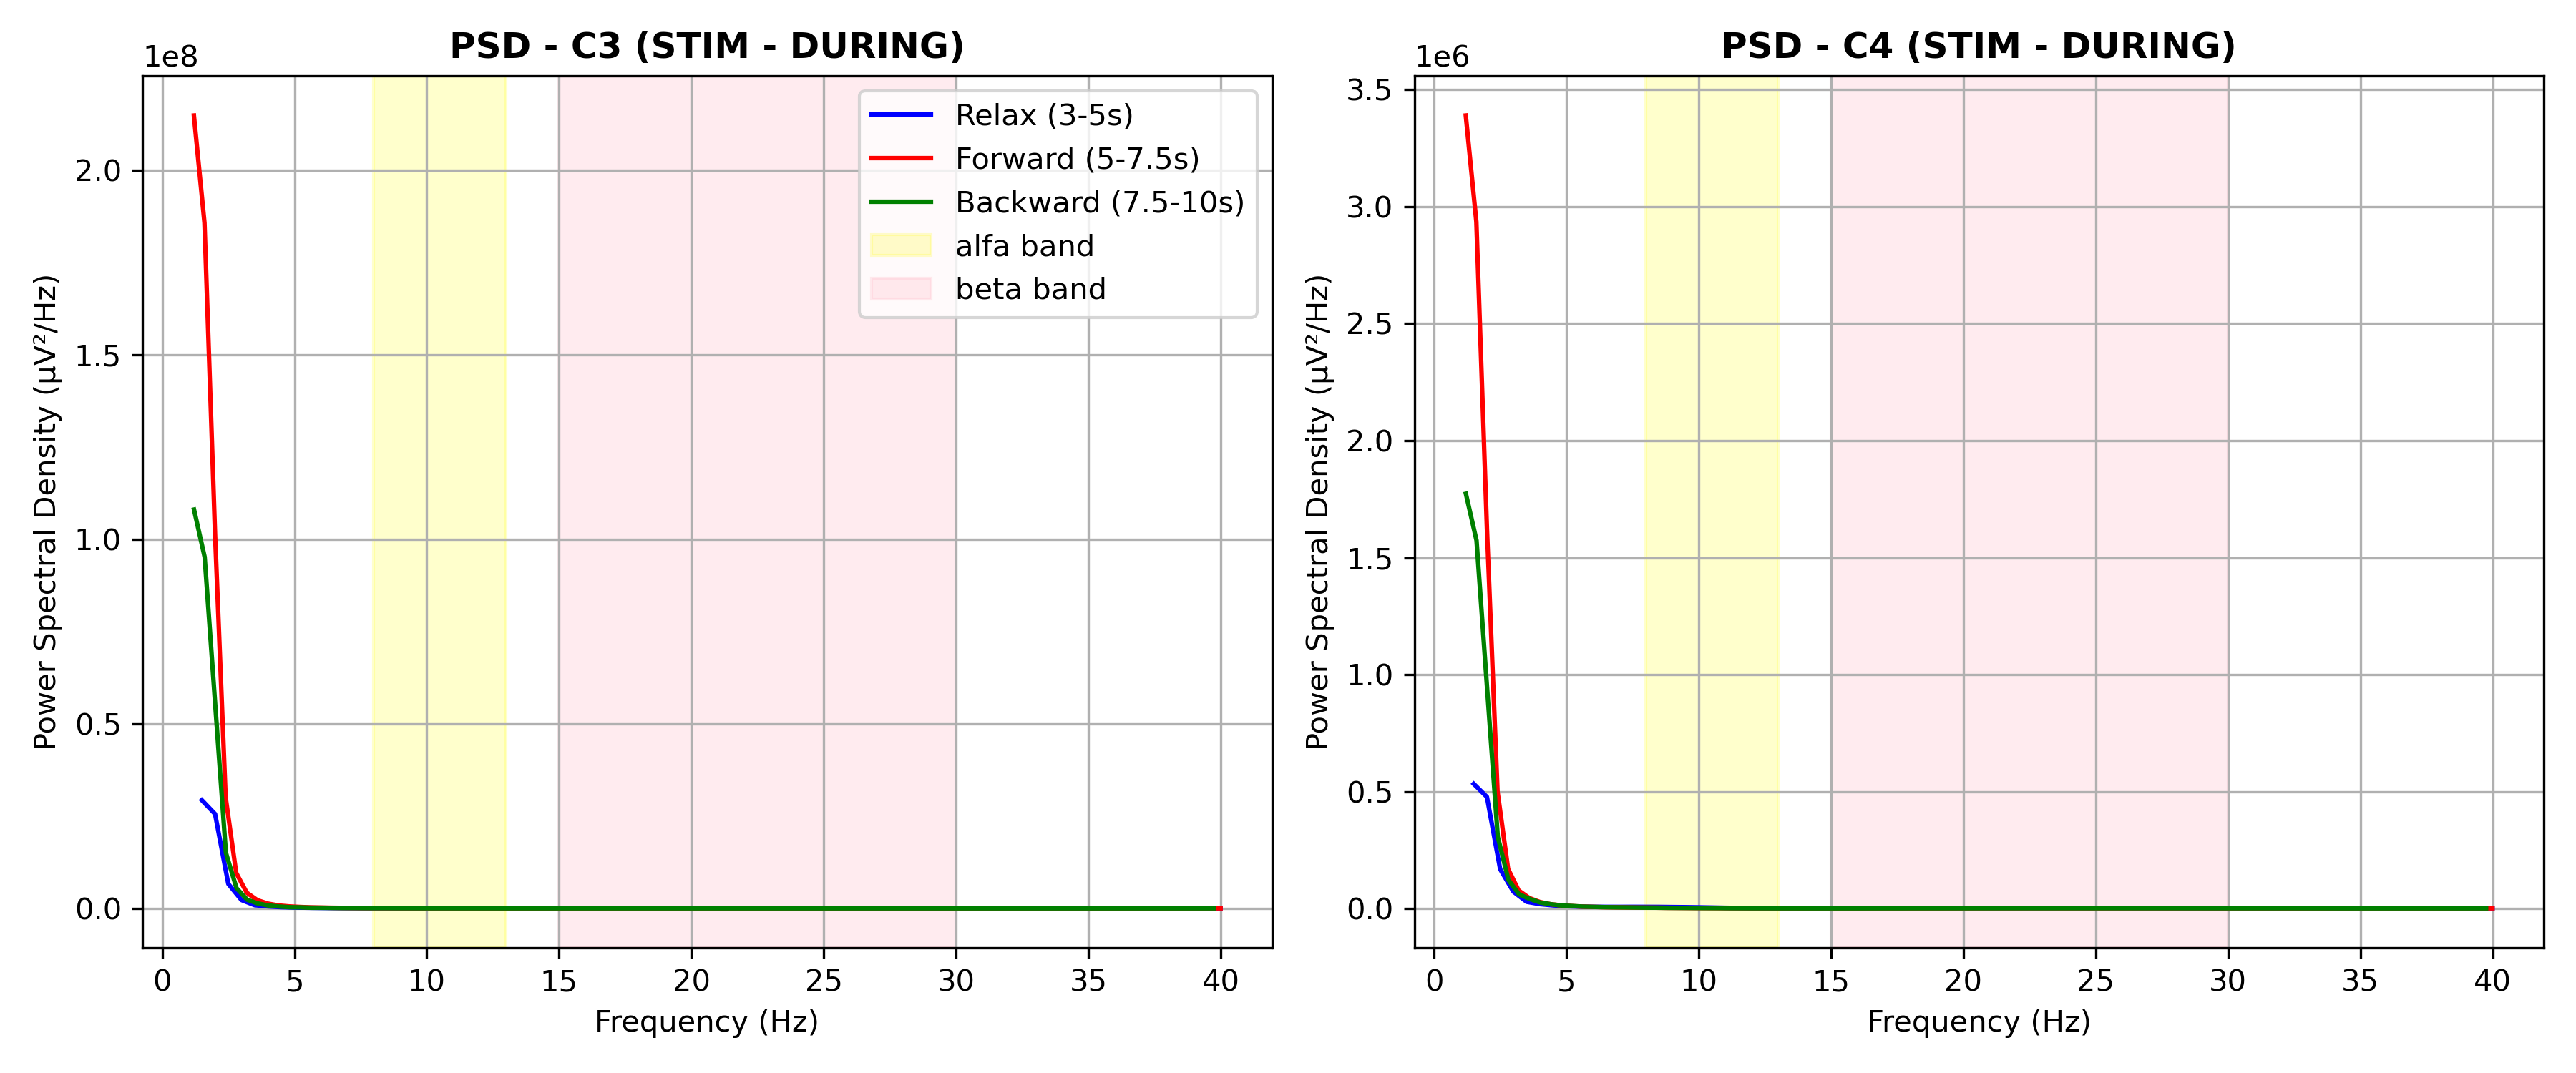 PSD - C3 (STIM - DURING)
1e8
Power Spectral Density (µV²/Hz)
2.0
1.5
1.0
0.5
0.0
0 5 10 15 20 25 30 35 40
Frequency (Hz)
Relax (3-5s)
Forward (5-7.5s)
Backward (7.5-10s)
alfa band
beta band
PSD - C4 (STIM - DURING)
1e6
Power Spectral Density (µV²/Hz)
3.5
3.0
2.5
2.0
1.5
1.0
0.5
0.0
0 5 10 15 20 25 30 35 40
Frequency (Hz)